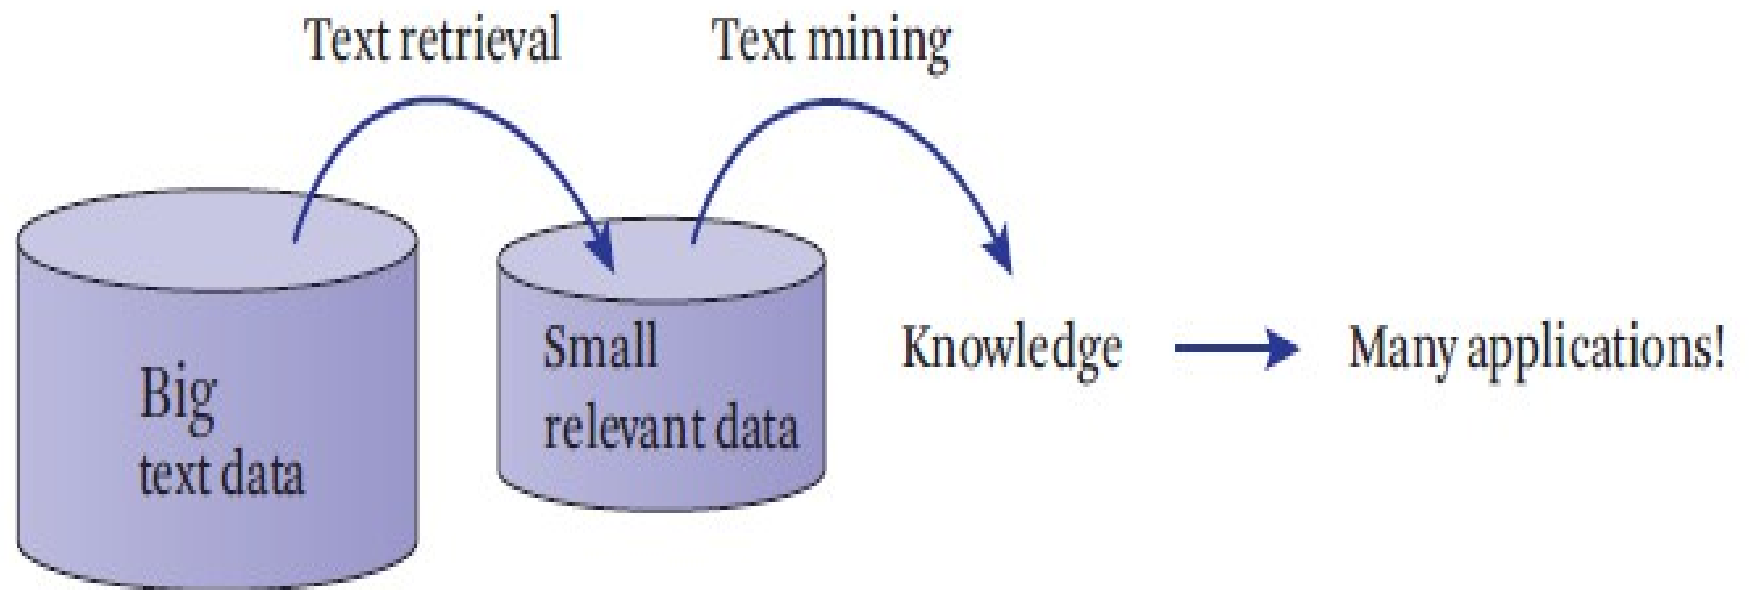 Text retrieval
Text mining
Big
text data
Small
relevant data
Knowledge
Many applications!